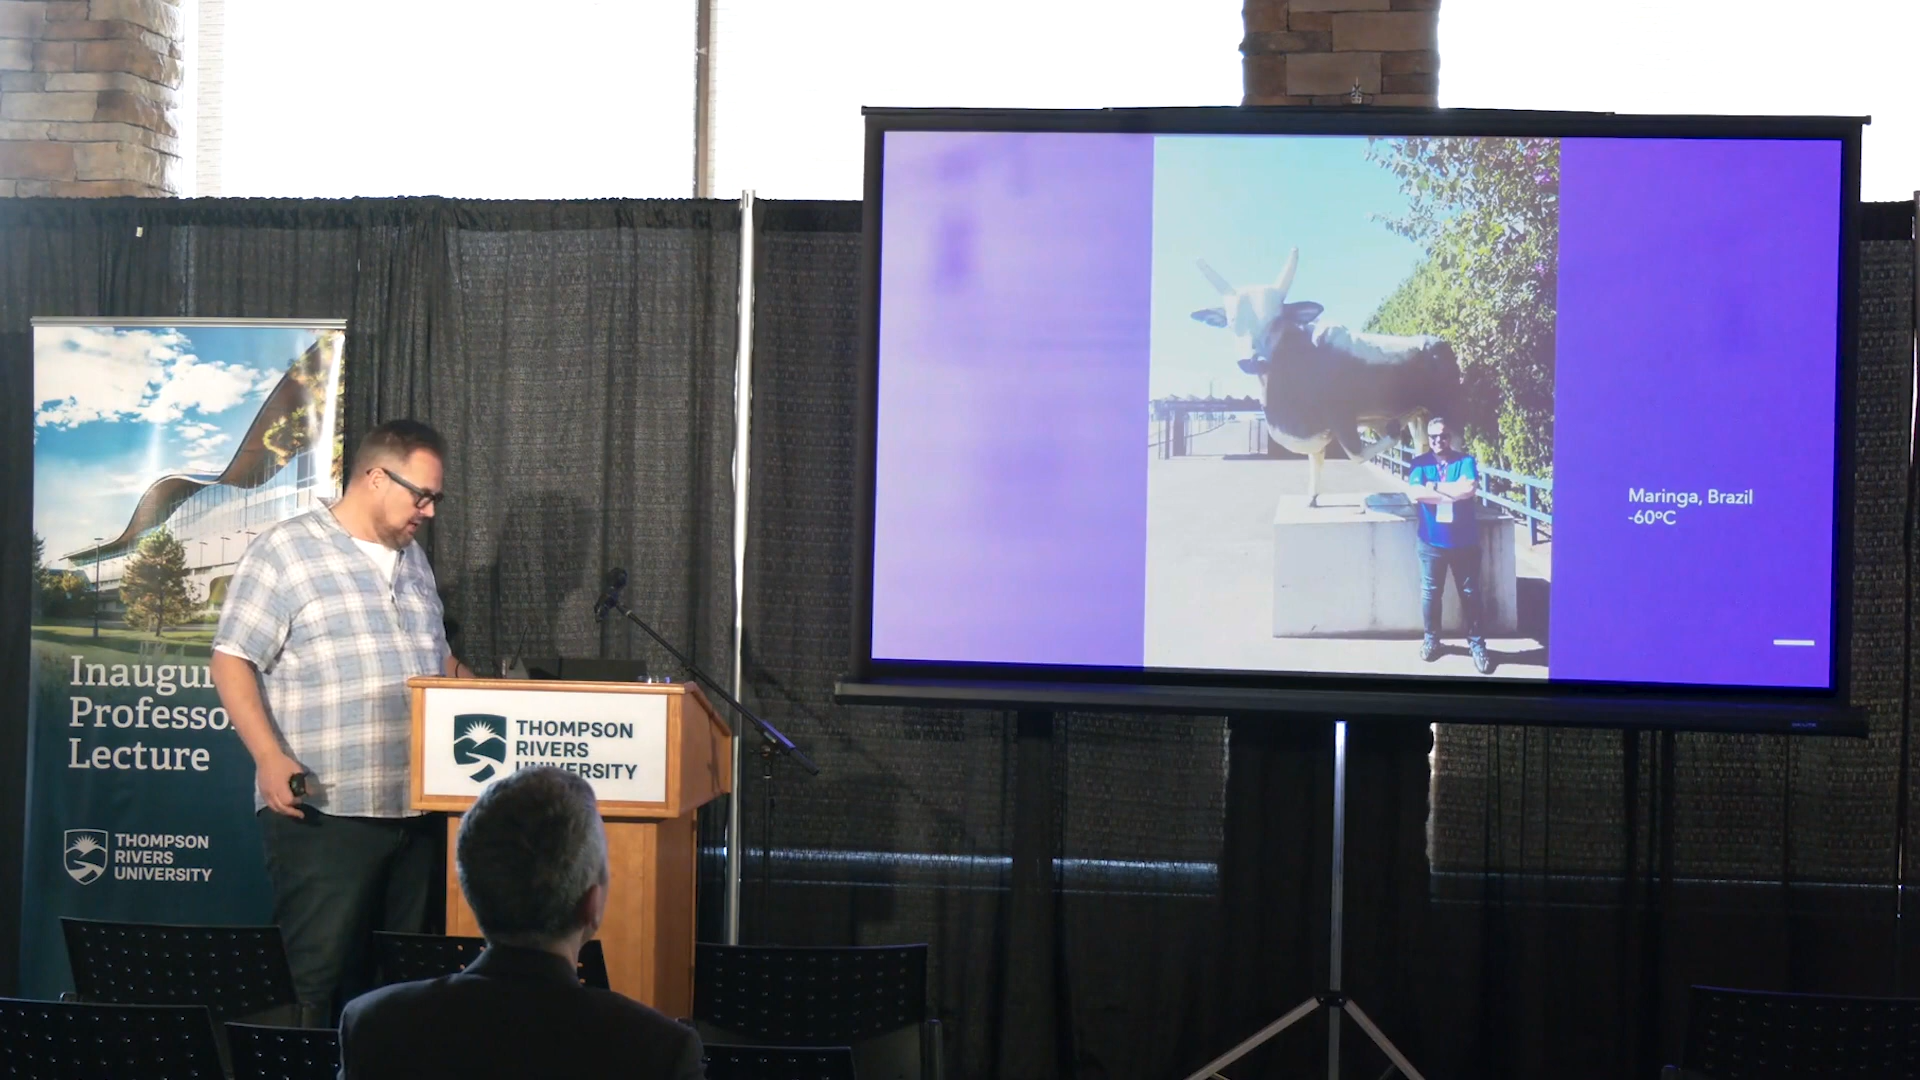 Inaugur
Professo
Lecture
THOMPSON
RIVERS
UNIVERSITY
THOMPSON
RIVERS
UNIVERSITY
Maringa, Brazil
-60ºC